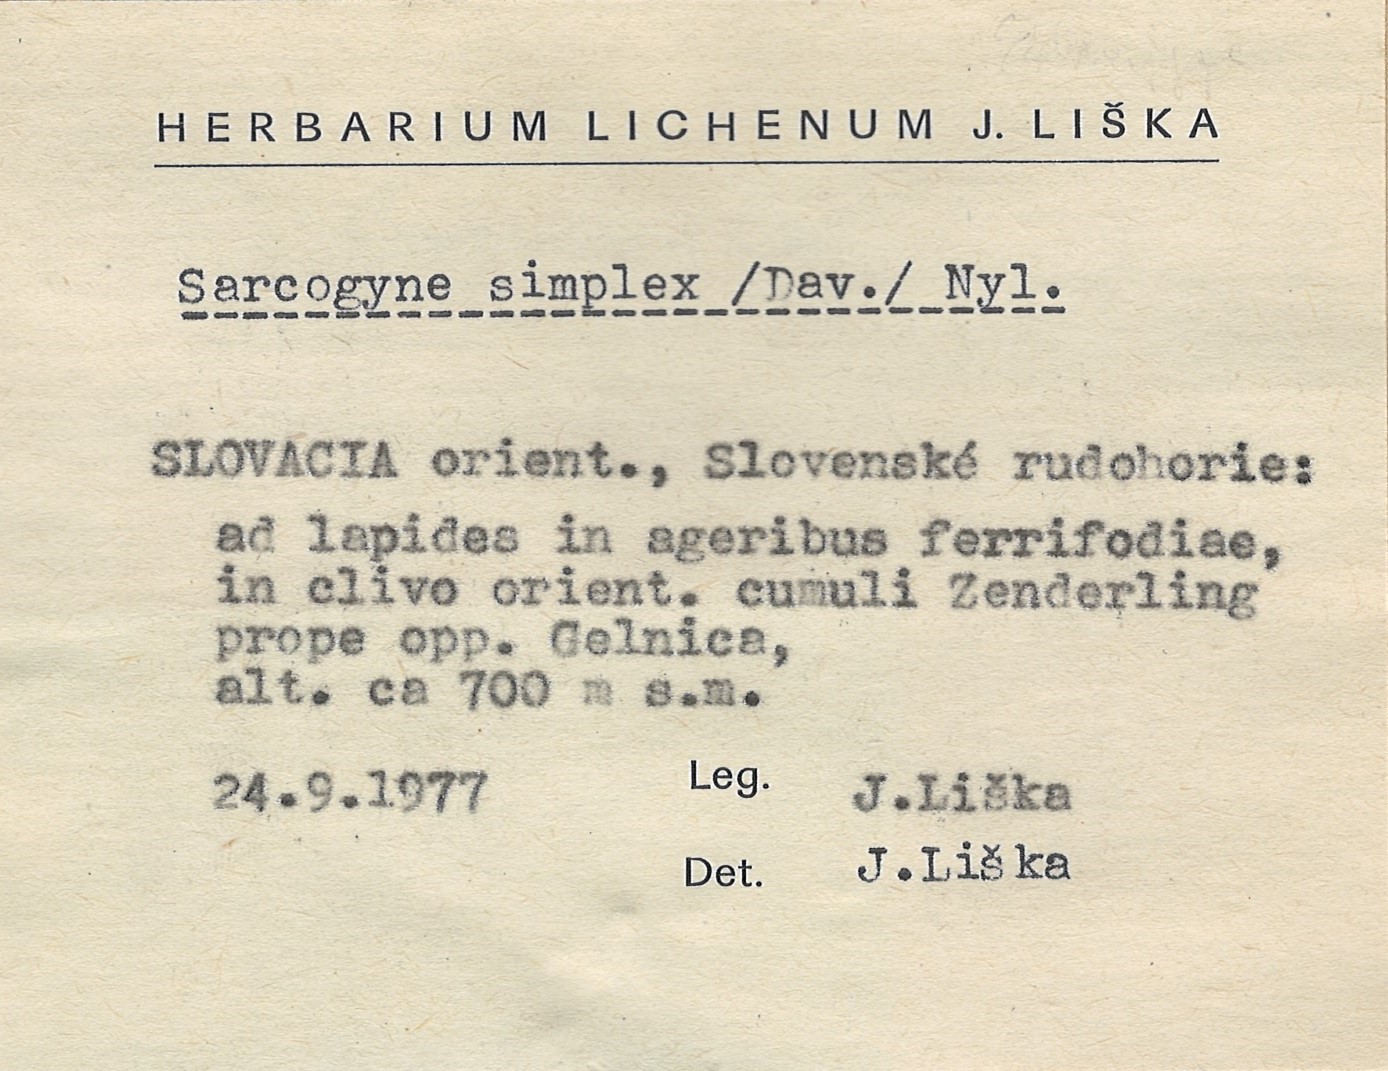 HERBARIUM LICHENUM J. LIŠKA
Sarcogyne simplex /Dav./ Nyl.
SLOVACIA orient., Slovenské rudohorie:
ad lapides in ageribus ferrifodiae,
in clivo orient. cumuli Zenderling
prope opp. Gelnica,
alt. ca 700 m s.m.
24.9.1977 Leg. J.Liška
Det. J.Liška